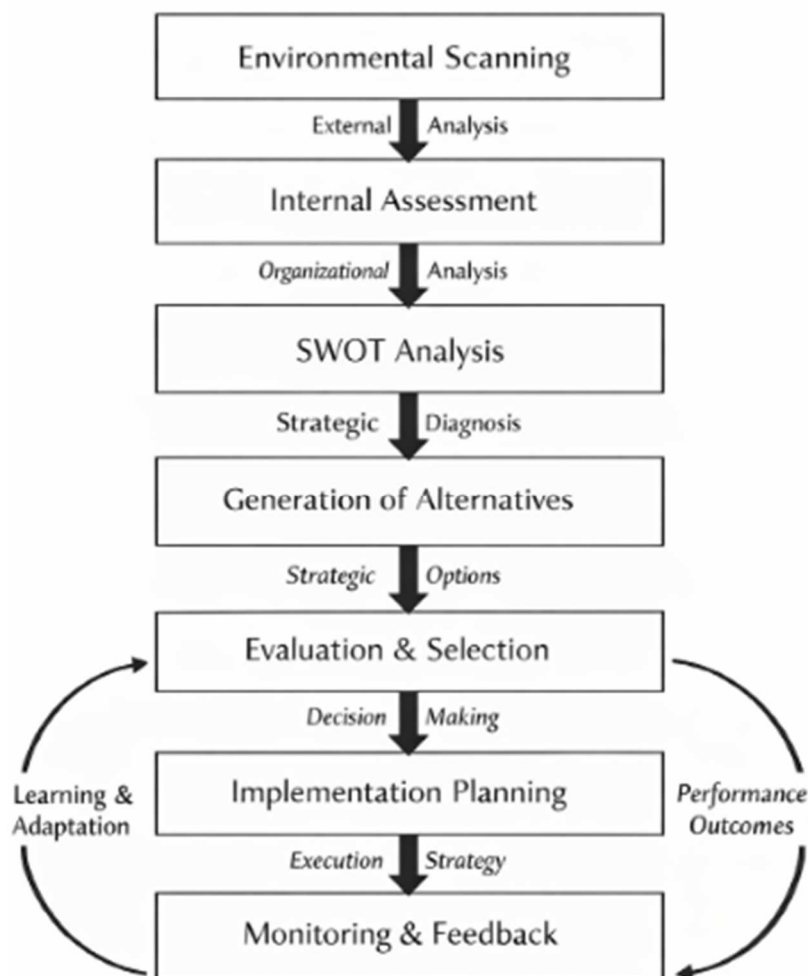 Environmental Scanning
External Analysis
Internal Assessment
Organizational Analysis
SWOT Analysis
Strategic Diagnosis
Generation of Alternatives
Strategic Options
Evaluation & Selection
Decision Making
Implementation Planning
Learning &
Adaptation
Performance
Outcomes
Execution Strategy
Monitoring & Feedback